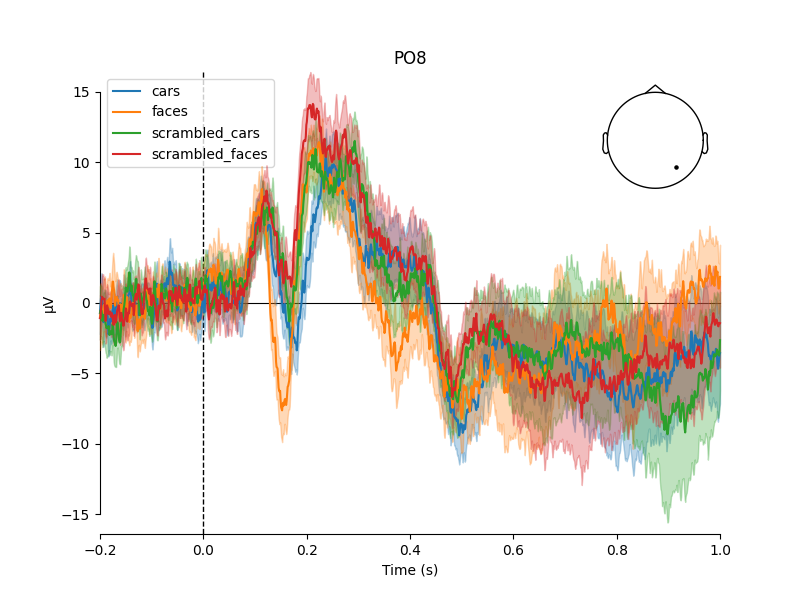 PO8
cars
faces
scrambled_cars
scrambled_faces
15
10
5
0
−5
−10
−15
µV
−0.2
0.0
0.2
0.4
0.6
0.8
1.0
Time (s)